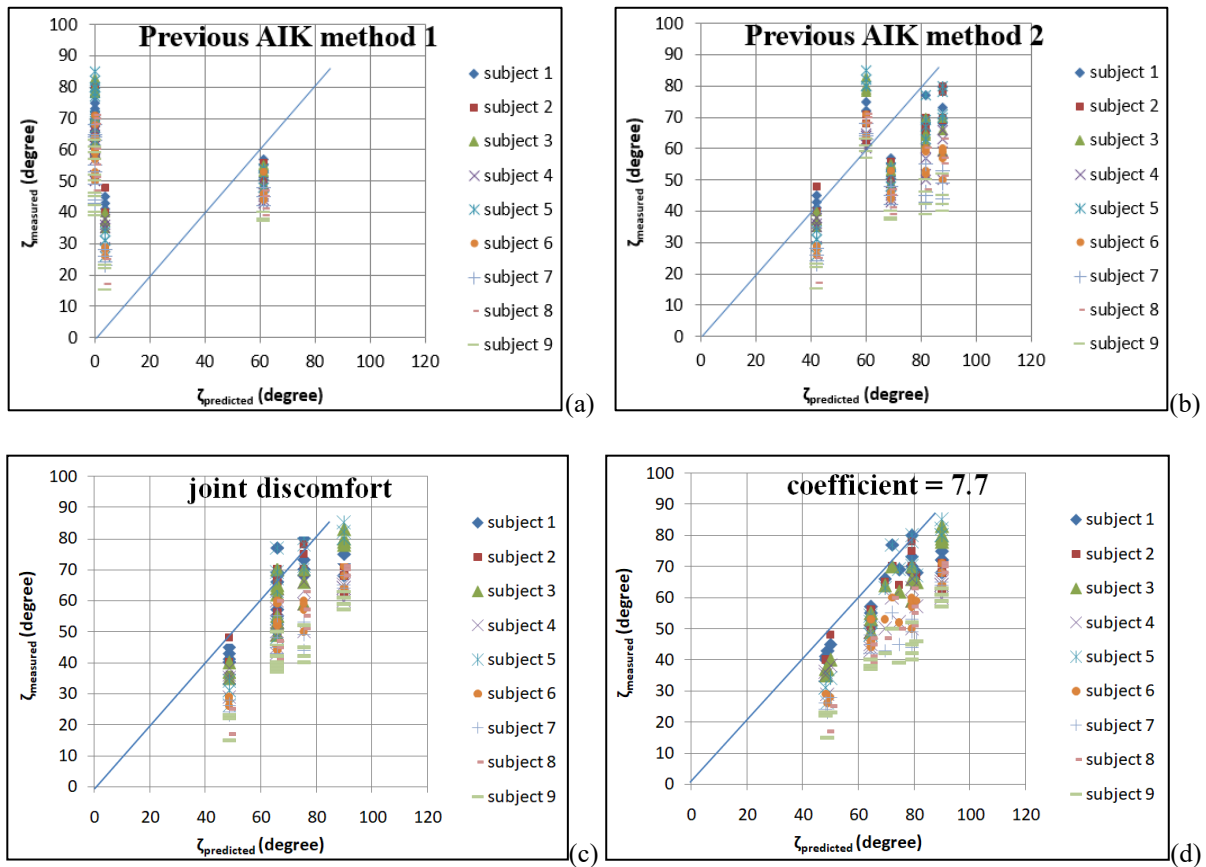 Previous AIK method 1
100
90
80
70
60
50
40
30
20
10
0
ζmeasured (degree)
0 20 40 60 80 100 120
ζpredicted (degree)
subject 1
subject 2
subject 3
subject 4
subject 5
subject 6
subject 7
subject 8
subject 9
(a)
Previous AIK method 2
100
90
80
70
60
50
40
30
20
10
0
ζmeasured (degree)
0 20 40 60 80 100 120
ζpredicted (degree)
subject 1
subject 2
subject 3
subject 4
subject 5
subject 6
subject 7
subject 8
subject 9
(b)
joint discomfort
100
90
80
70
60
50
40
30
20
10
0
ζmeasured (degree)
0 20 40 60 80 100 120
ζpredicted (degree)
subject 1
subject 2
subject 3
subject 4
subject 5
subject 6
subject 7
subject 8
subject 9
(c)
coefficient = 7.7
100
90
80
70
60
50
40
30
20
10
0
ζmeasured (degree)
0 20 40 60 80 100 120
ζpredicted (degree)
subject 1
subject 2
subject 3
subject 4
subject 5
subject 6
subject 7
subject 8
subject 9
(d)